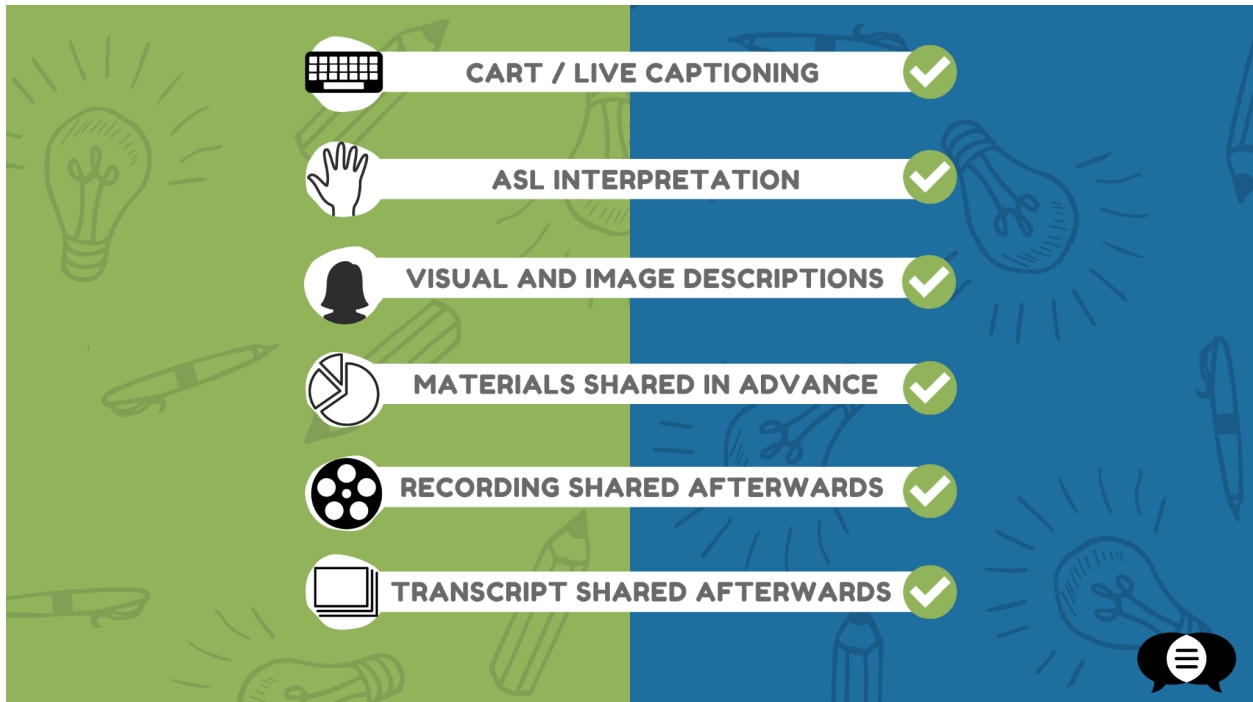 CART / LIVE CAPTIONING
ASL INTERPRETATION
VISUAL AND IMAGE DESCRIPTIONS
MATERIALS SHARED IN ADVANCE
RECORDING SHARED AFTERWARDS
TRANSCRIPT SHARED AFTERWARDS